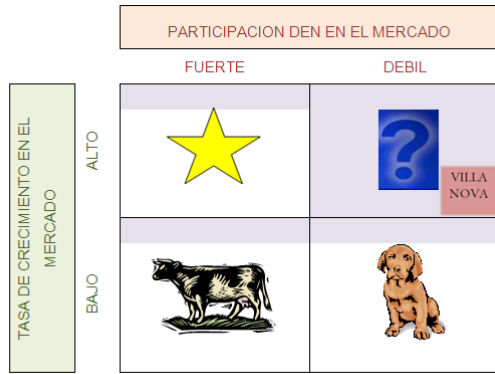 PARTICIPACION DEN EN EL MERCADO
FUERTE
DEBIL
TASA DE CRECIMIENTO EN EL
MERCADO
ALTO
?
VILLA
NOVA
BAJO